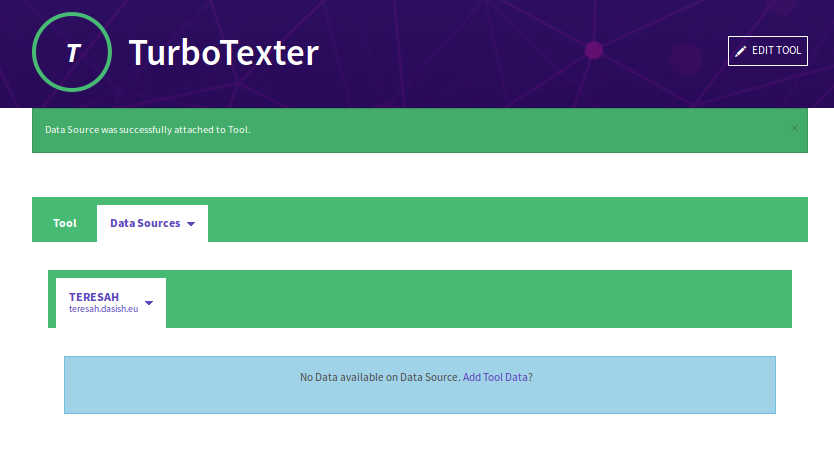 T
TurboTexter
EDIT TOOL
Data Source was successfully attached to Tool.
×
Tool
Data Sources
TERESAH
teresah.dasish.eu
No Data available on Data Source. Add Tool Data?